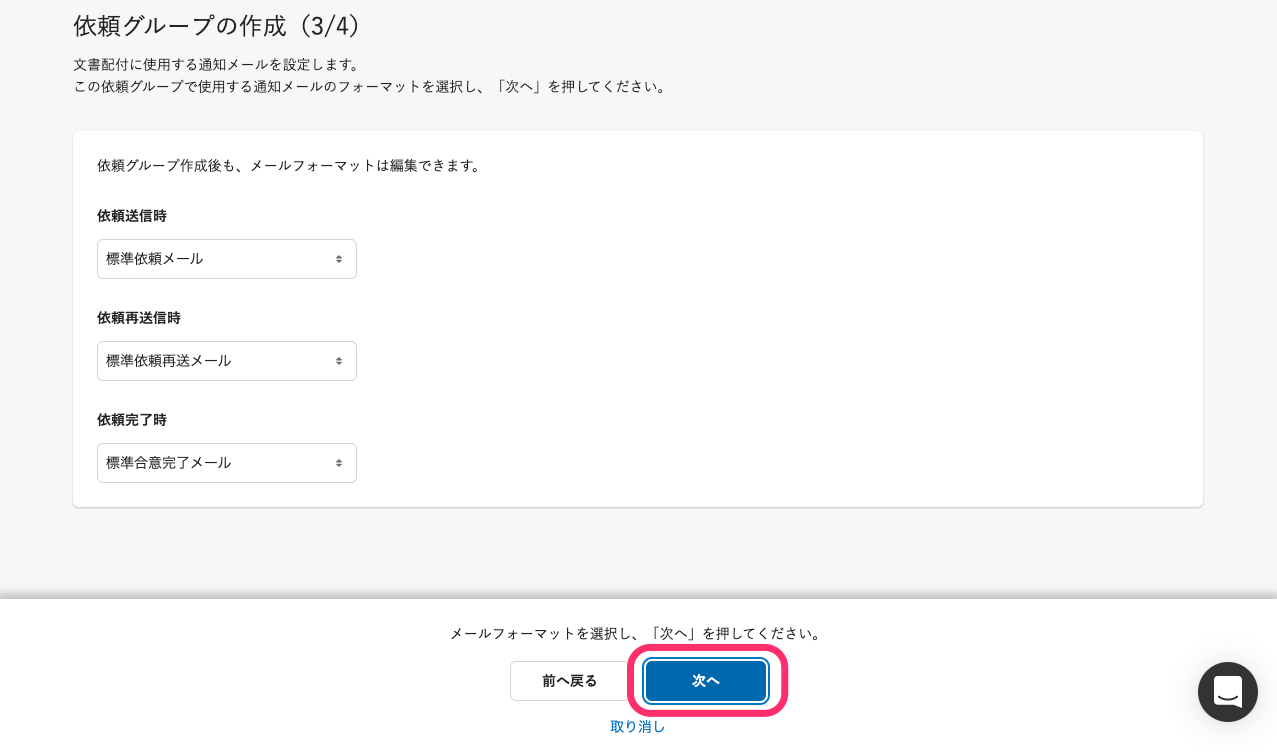 依頼グループの作成（3/4）
文書配付に使用する通知メールを設定します。
この依頼グループで使用する通知メールのフォーマットを選択し、「次へ」を押してください。
依頼グループ作成後も、メールフォーマットは編集できます。
依頼送信時
標準依頼メール
依頼再送信時
標準依頼再送メール
依頼完了時
標準合意完了メール
メールフォーマットを選択し、「次へ」を押してください。
前へ戻る
次へ
取り消し